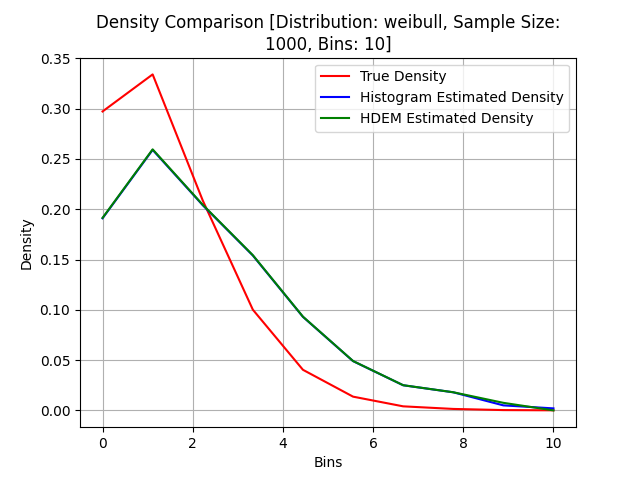 Density Comparison [Distribution: weibull, Sample Size:
1000, Bins: 10]
0.35
0.30
0.25
0.20
0.15
0.10
0.05
0.00
Density
True Density
Histogram Estimated Density
HDEM Estimated Density
0 2 4 6 8 10
Bins